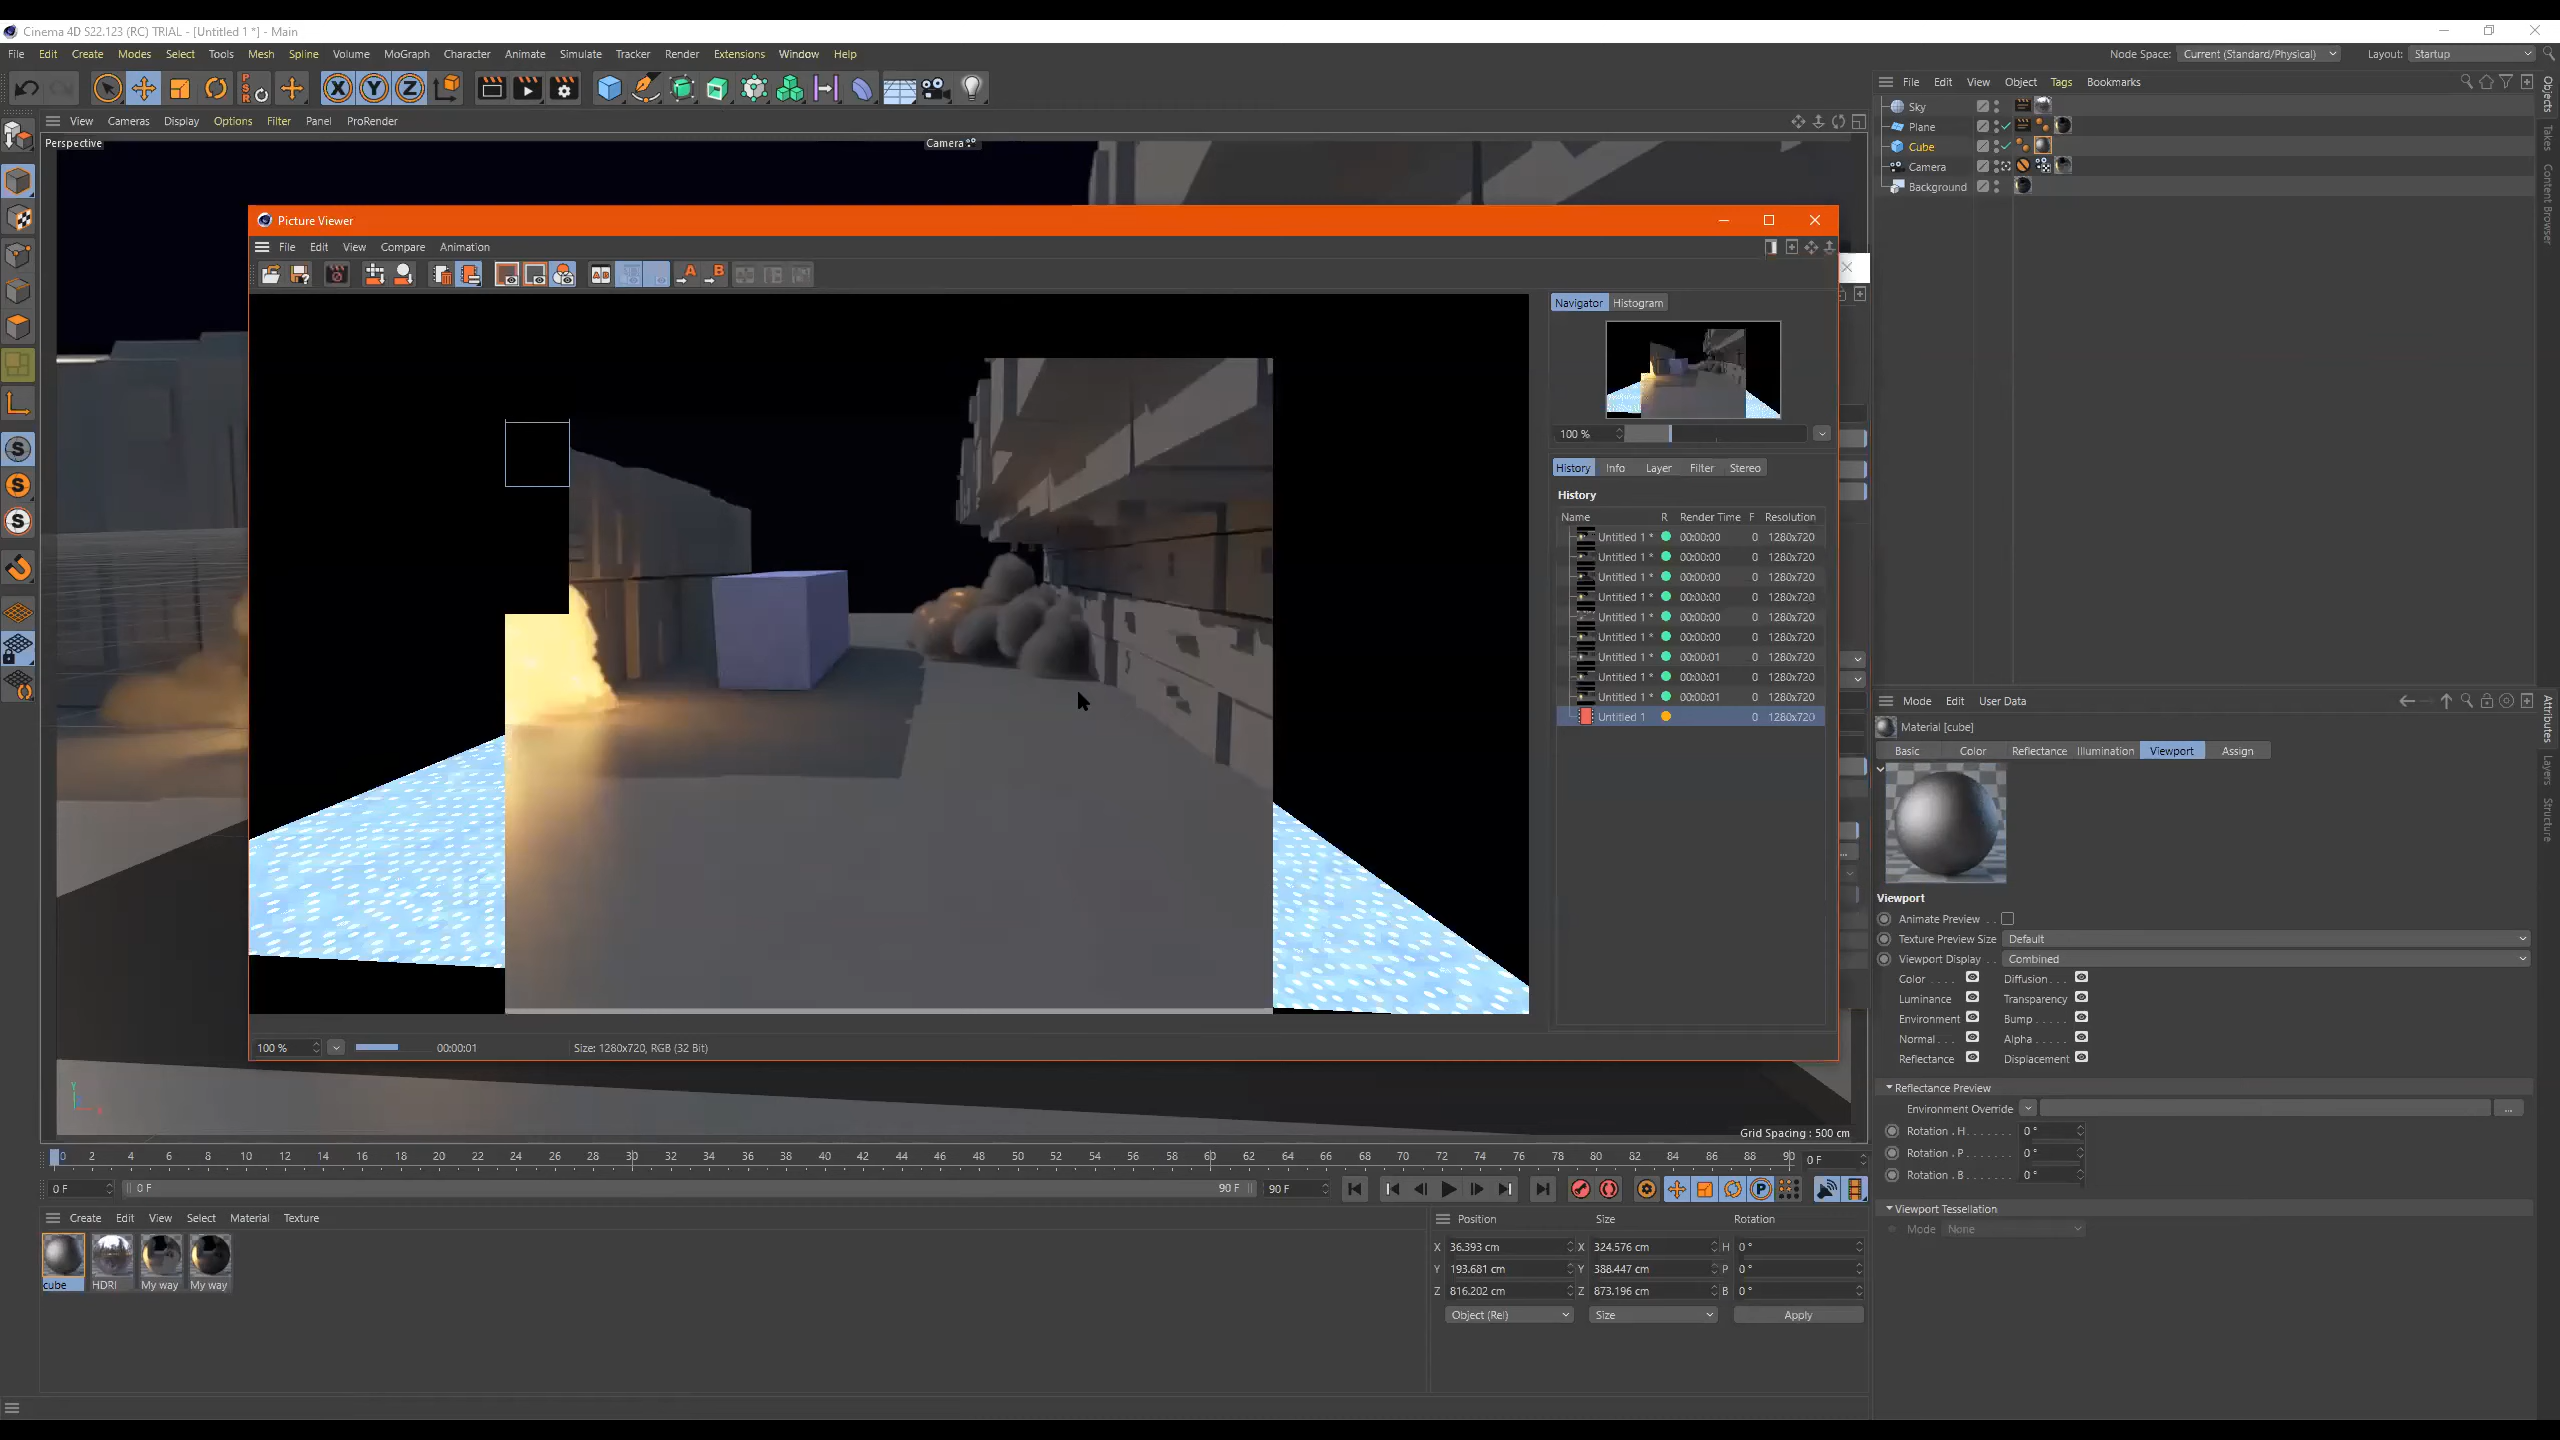 Cinema 4D S22.123 (RC) TRIAL - [Untitled 1 *] - Main
File Edit Create Modes Select Tools Mesh Spline Volume MoGraph Character Animate Simulate Tracker Render Extensions Window Help
Node Space: Current (Standard/Physical) Layout: Startup
File Edit View Object Tags Bookmarks
View Cameras Display Options Filter Panel ProRender
Perspective
Camera
Sky
Plane
Cube
Camera
Background
Objects
Takes
Content Browser
Picture Viewer
File Edit View Compare Animation
Navigator Histogram
100 %
History Info Layer Filter Stereo
History
Name R Render Time F Resolution
Untitled 1 * 00:00:00 0 1280x720
Untitled 1 * 00:00:00 0 1280x720
Untitled 1 * 00:00:00 0 1280x720
Untitled 1 * 00:00:00 0 1280x720
Untitled 1 * 00:00:00 0 1280x720
Untitled 1 * 00:00:00 0 1280x720
Untitled 1 * 00:00:01 0 1280x720
Untitled 1 * 00:00:01 0 1280x720
Untitled 1 * 00:00:01 0 1280x720
Untitled 1 0 1280x720
100 % 00:00:01 Size: 1280x720, RGB (32 Bit)
Grid Spacing : 500 cm
Mode Edit User Data
Material [cube]
Basic Color Reflectance Illumination Viewport Assign
Viewport
Animate Preview . .
Texture Preview Size Default
Viewport Display . . Combined
Color . . . . Diffusion. . .
Luminance Transparency
Environment Bump. . . .
Normal . . . Alpha. . . .
Reflectance Displacement
Reflectance Preview
Environment Override ...
Rotation . H. . . . . . . 0 °
Rotation . P . . . . . . . 0 °
Rotation . B . . . . . . . 0 °
Viewport Tessellation
Mode None
Attributes
Layers
Structure
0 2 4 6 8 10 12 14 16 18 20 22 24 26 28 30 32 34 36 38 40 42 44 46 48 50 52 54 56 58 60 62 64 66 68 70 72 74 76 78 80 82 84 86 88 90 0 F
0 F 0 F 90 F 90 F
Create Edit View Select Material Texture
cube HDRI My way My way
Position Size Rotation
X 36.393 cm X 324.576 cm H 0 °
Y 193.681 cm Y 388.447 cm P 0 °
Z 816.202 cm Z 873.196 cm B 0 °
Object (Rel) Size Apply